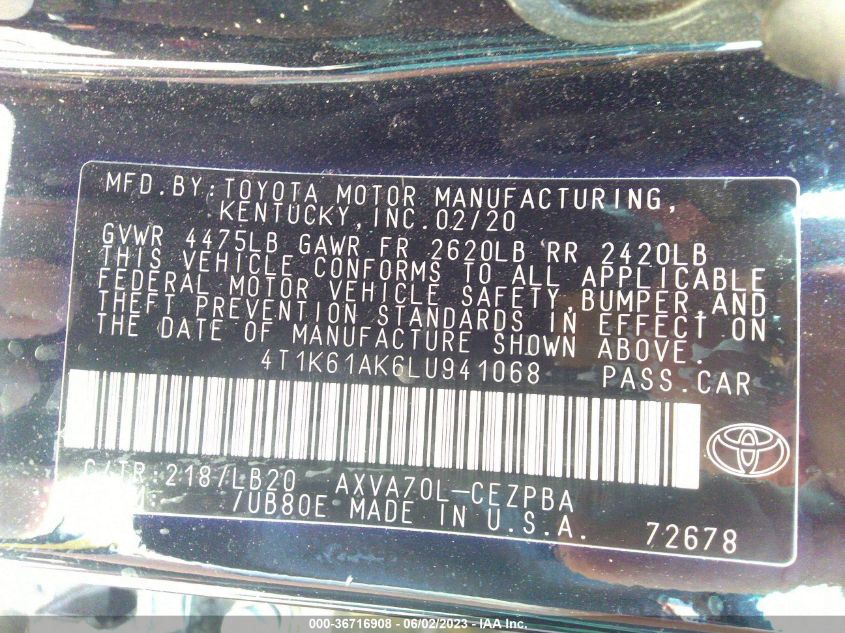 MFD.BY:TOYOTA MOTOR MANUFACTURING,
KENTUCKY,INC.02/20
GVWR 4475LB GAWR FR 2620LB RR 2420LB
THIS VEHICLE CONFORMS TO ALL APPLICABLE
FEDERAL MOTOR VEHICLE SAFETY,BUMPER,AND
THEFT PREVENTION STANDARDS IN EFFECT ON
THE DATE OF MANUFACTURE SHOWN ABOVE.
4T1K61AK6LU941068 PASS.CAR
C/TR:218/LB20 AXVA70L-CEZPBA
/UB80E MADE IN U.S.A. 72678
000-36716908 - 06/02/2023 - IAA Inc.